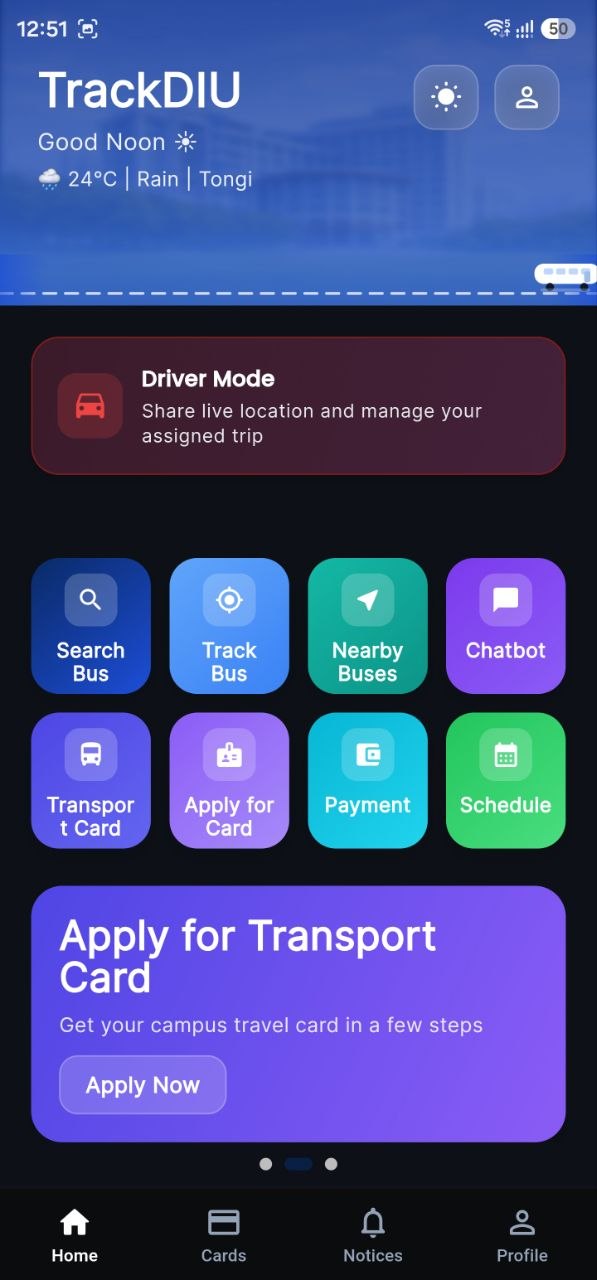 12:51
5
50
TrackDIU
Good Noon ☀
🌧 24°C | Rain | Tongi
Driver Mode
Share live location and manage your
assigned trip
Search
Bus
Track
Bus
Nearby
Buses
Chatbot
Transpor
t Card
Apply for
Card
Payment
Schedule
Apply for Transport
Card
Get your campus travel card in a few steps
Apply Now
Home
Cards
Notices
Profile